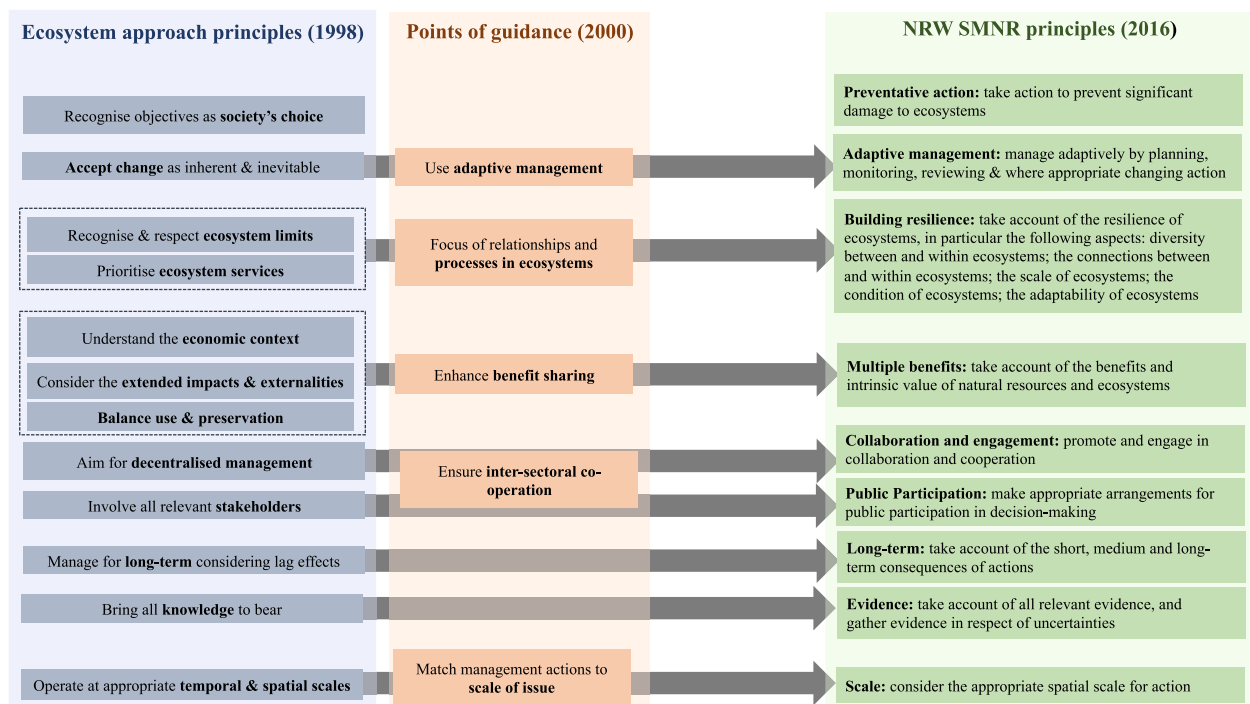 Ecosystem approach principles (1998)
Recognise objectives as society's choice
Accept change as inherent & inevitable
Recognise & respect ecosystem limits
Prioritise ecosystem services
Understand the economic context
Consider the extended impacts & externalities
Balance use & preservation
Aim for decentralised management
Involve all relevant stakeholders
Manage for long-term considering lag effects
Bring all knowledge to bear
Operate at appropriate temporal & spatial scales
Points of guidance (2000)
Use adaptive management
Focus of relationships and
processes in ecosystems
Enhance benefit sharing
Ensure inter-sectoral co-
operation
Match management actions to
scale of issue
NRW SMNR principles (2016)
Preventative action: take action to prevent significant
damage to ecosystems
Adaptive management: manage adaptively by planning,
monitoring, reviewing & where appropriate changing action
Building resilience: take account of the resilience of
ecosystems, in particular the following aspects: diversity
between and within ecosystems; the connections between
and within ecosystems; the scale of ecosystems; the
condition of ecosystems; the adaptability of ecosystems
Multiple benefits: take account of the benefits and
intrinsic value of natural resources and ecosystems
Collaboration and engagement: promote and engage in
collaboration and cooperation
Public Participation: make appropriate arrangements for
public participation in decision-making
Long-term: take account of the short, medium and long-
term consequences of actions
Evidence: take account of all relevant evidence, and
gather evidence in respect of uncertainties
Scale: consider the appropriate spatial scale for action